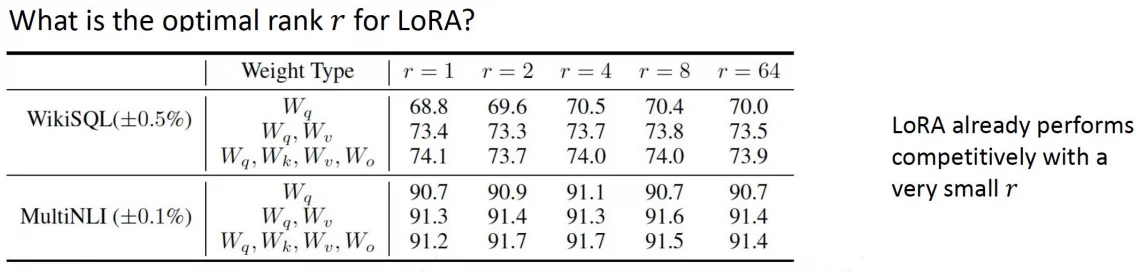 What is the optimal rank r for LoRA?
Weight Type r = 1 r = 2 r = 4 r = 8 r = 64
WikiSQL(±0.5%)
W_q 68.8 69.6 70.5 70.4 70.0
W_q, W_v 73.4 73.3 73.7 73.8 73.5
W_q, W_k, W_v, W_o 74.1 73.7 74.0 74.0 73.9
MultiNLI (±0.1%)
W_q 90.7 90.9 91.1 90.7 90.7
W_q, W_v 91.3 91.4 91.3 91.6 91.4
W_q, W_k, W_v, W_o 91.2 91.7 91.7 91.5 91.4
LoRA already performs
competitively with a
very small r